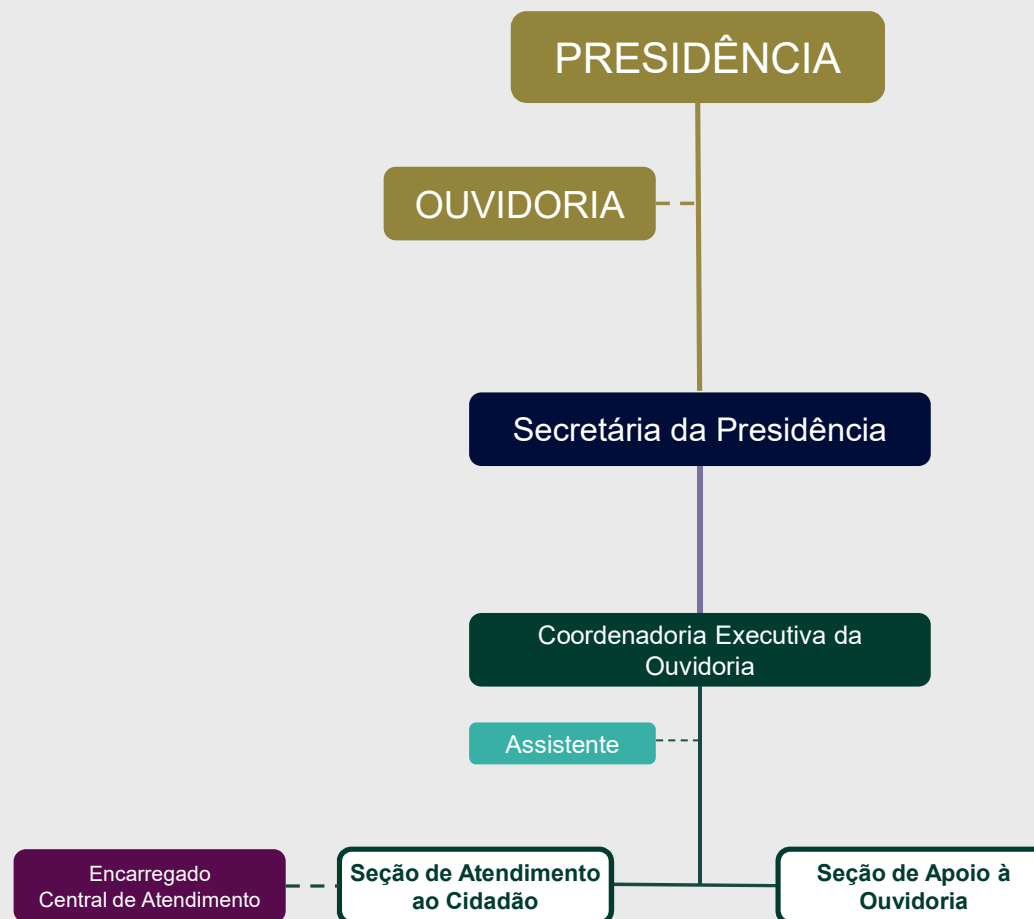 PRESIDÊNCIA
OUVIDORIA
Secretária da Presidência
Coordenadoria Executiva da
Ouvidoria
Assistente
Encarregado
Central de Atendimento
Seção de Atendimento
ao Cidadão
Seção de Apoio à
Ouvidoria